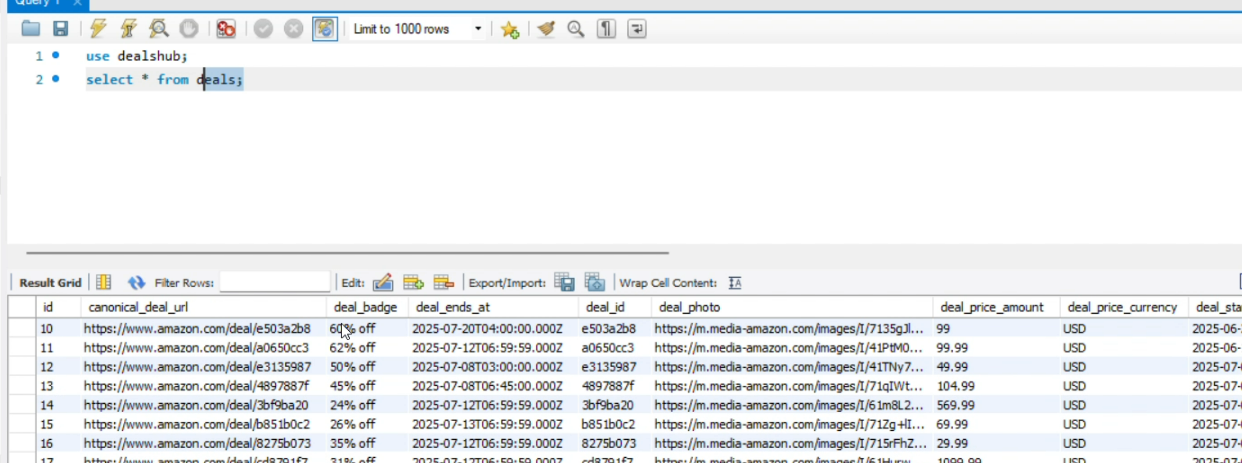 Query 1 ×
Limit to 1000 rows
1 use dealshub;
2 select * from deals;
Result Grid Filter Rows: Edit: Export/Import: Wrap Cell Content:
id canonical_deal_url deal_badge deal_ends_at deal_id deal_photo deal_price_amount deal_price_currency deal_sta
10 https://www.amazon.com/deal/e503a2b8 60% off 2025-07-20T04:00:00.000Z e503a2b8 https://m.media-amazon.com/images/I/7135gJl... 99 USD 2025-06-
11 https://www.amazon.com/deal/a0650cc3 62% off 2025-07-12T06:59:59.000Z a0650cc3 https://m.media-amazon.com/images/I/41PtM0... 99.99 USD 2025-06-
12 https://www.amazon.com/deal/e3135987 50% off 2025-07-08T03:00:00.000Z e3135987 https://m.media-amazon.com/images/I/41TNy7... 49.99 USD 2025-07-
13 https://www.amazon.com/deal/4897887f 45% off 2025-07-08T06:45:00.000Z 4897887f https://m.media-amazon.com/images/I/71qIWt... 104.99 USD 2025-07-
14 https://www.amazon.com/deal/3bf9ba20 24% off 2025-07-12T06:59:59.000Z 3bf9ba20 https://m.media-amazon.com/images/I/61m8L2... 569.99 USD 2025-07-
15 https://www.amazon.com/deal/b851b0c2 26% off 2025-07-13T06:59:59.000Z b851b0c2 https://m.media-amazon.com/images/I/71Zg+HI... 69.99 USD 2025-07-
16 https://www.amazon.com/deal/8275b073 35% off 2025-07-12T06:59:59.000Z 8275b073 https://m.media-amazon.com/images/I/715rFhZ... 29.99 USD 2025-07-
17 https://www.amazon.com/deal/cd8791f7 31% off 2025-07-12T06:59:59.000Z cd8791f7 1099.99 USD 2025-07-